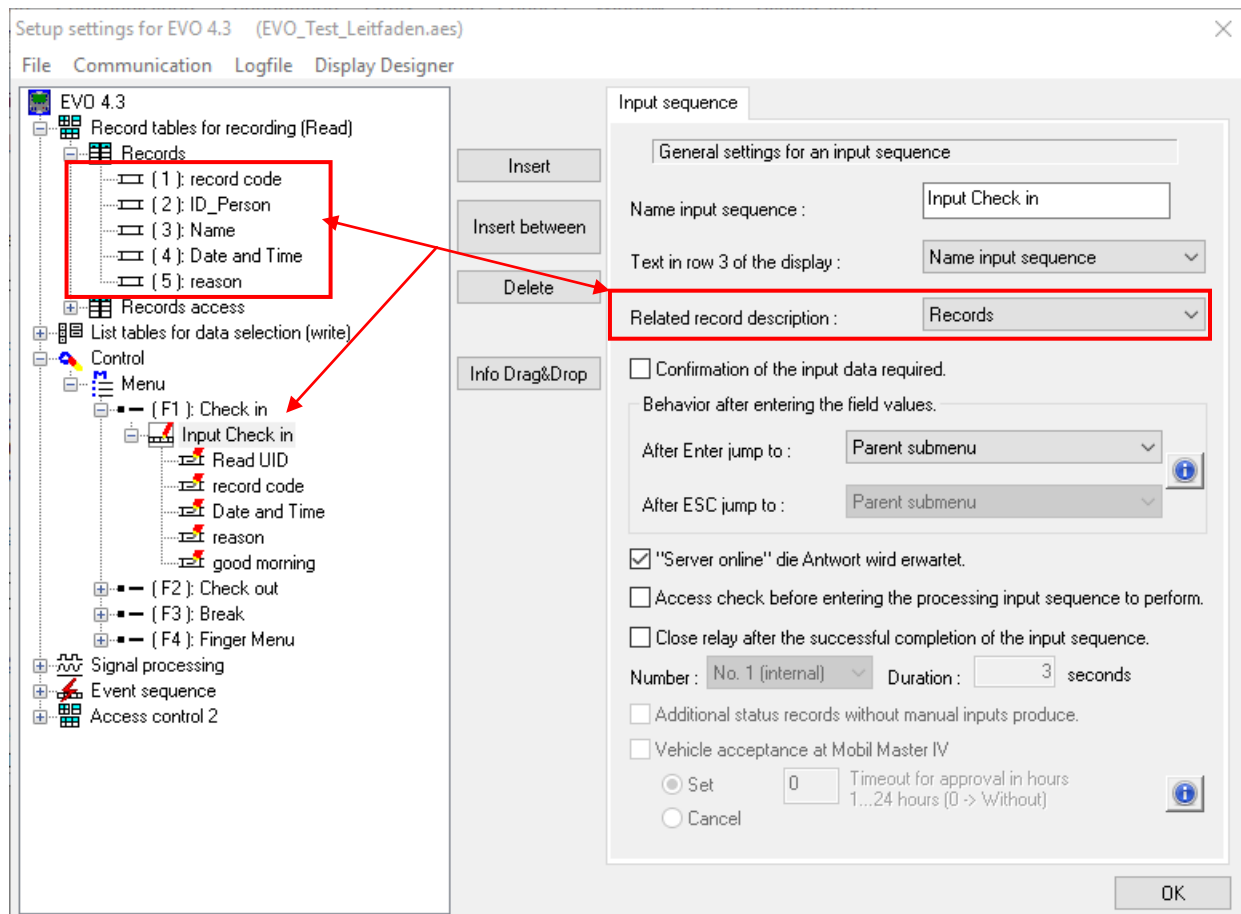 Setup settings for EVO 4.3 (EVO_Test_Leitfaden.aes)
File Communication Logfile Display Designer
EVO 4.3
Record tables for recording (Read)
Records
( 1 ): record code
( 2 ): ID_Person
( 3 ): Name
( 4 ): Date and Time
( 5 ): reason
Records access
List tables for data selection (write)
Control
Menu
( F1 ): Check in
Input Check in
Read UID
record code
Date and Time
reason
good morning
( F2 ): Check out
( F3 ): Break
( F4 ): Finger Menu
Signal processing
Event sequence
Access control 2
Insert
Insert between
Delete
Info Drag&Drop
Input sequence
General settings for an input sequence
Name input sequence : Input Check in
Text in row 3 of the display : Name input sequence
Related record description : Records
Confirmation of the input data required.
Behavior after entering the field values.
After Enter jump to : Parent submenu
After ESC jump to : Parent submenu
"Server online" die Antwort wird erwartet.
Access check before entering the processing input sequence to perform.
Close relay after the successful completion of the input sequence.
Number : No. 1 (internal) Duration : 3 seconds
Additional status records without manual inputs produce.
Vehicle acceptance at Mobil Master IV
Set 0 Timeout for approval in hours
1...24 hours (0 -> Without)
Cancel
OK